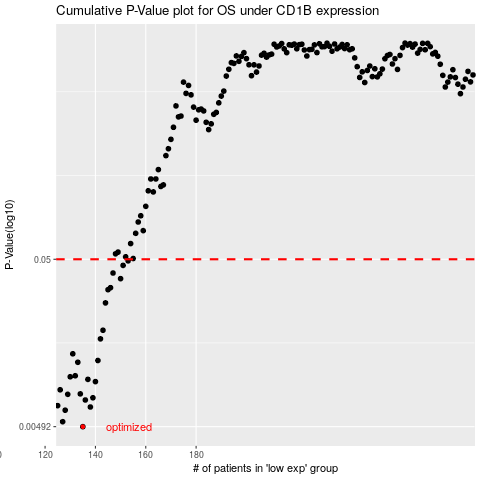 Cumulative P-Value plot for OS under CD1B expression
P-Value(log10)
0.05
0.00492
optimized
0
120
140
160
180
# of patients in 'low exp' group